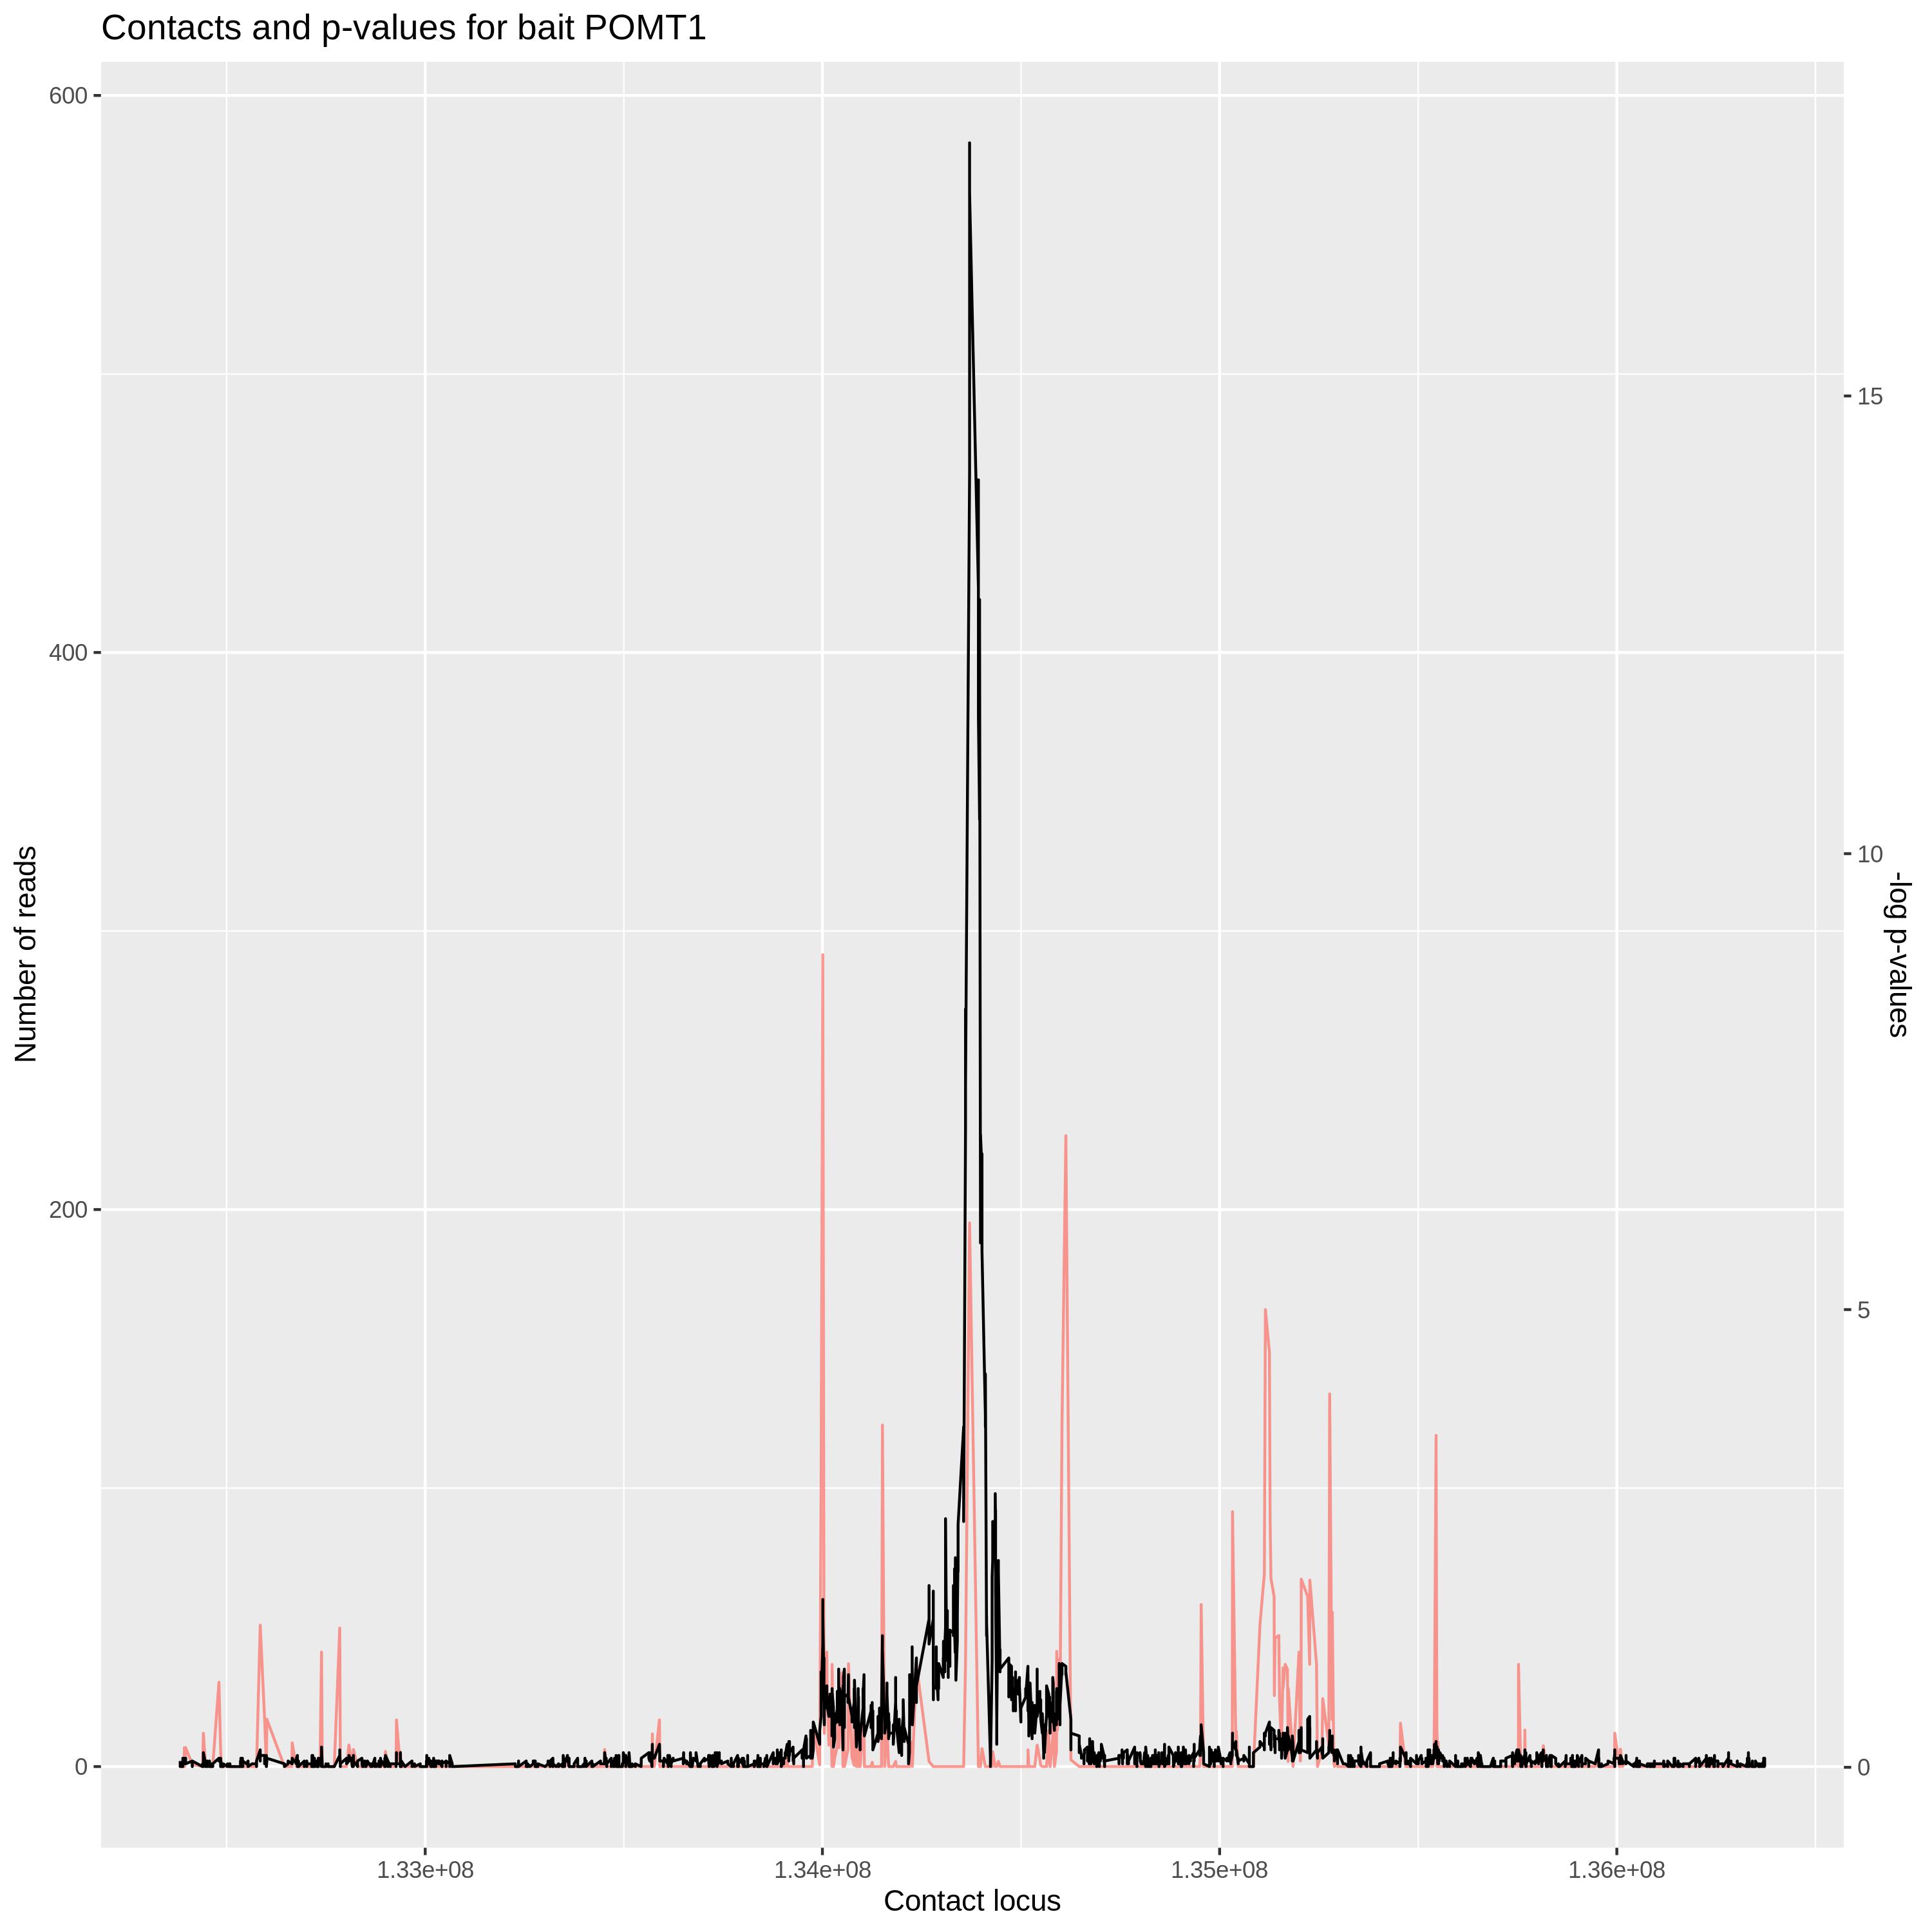 Contacts and p-values for bait POMT1
600
400
200
0
Number of reads
15
10
5
0
-log p-values
1.33e+08
1.34e+08
1.35e+08
1.36e+08
Contact locus